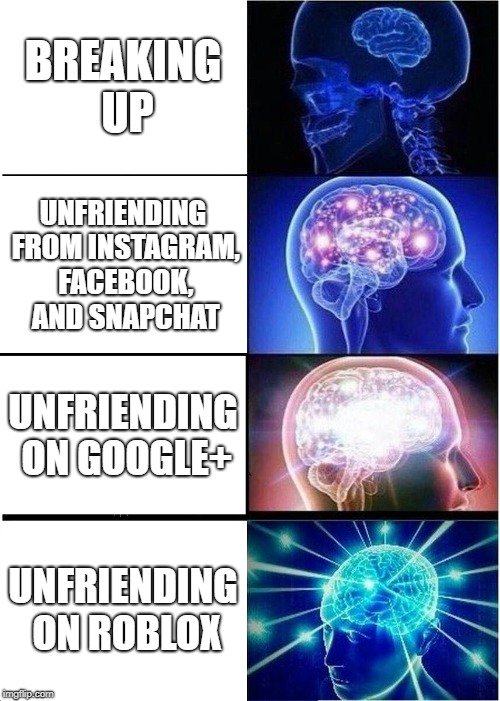 BREAKING
UP
UNFRIENDING
FROM INSTAGRAM,
FACEBOOK,
AND SNAPCHAT
UNFRIENDING
ON GOOGLE+
UNFRIENDING
ON ROBLOX
imgflip.com